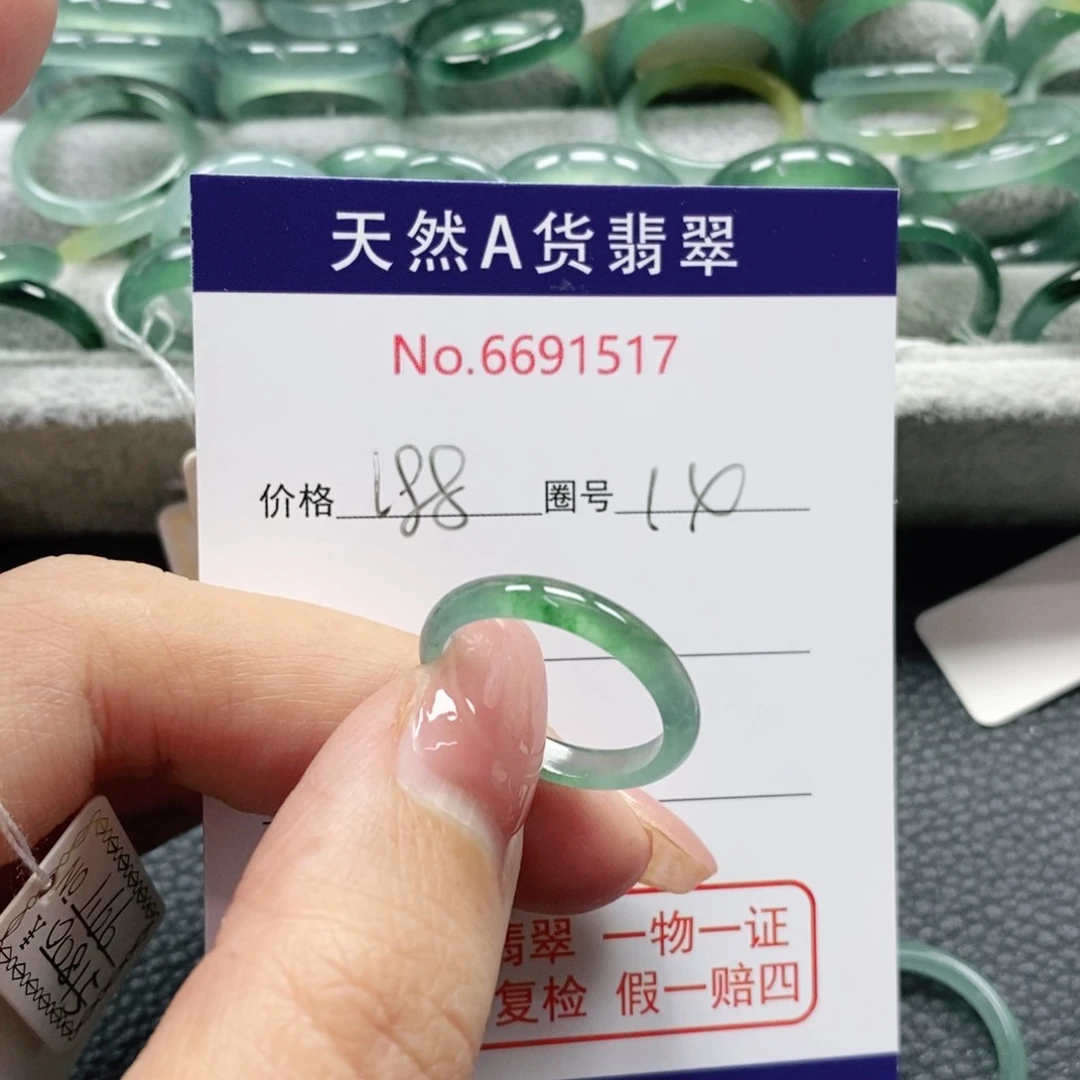 天然A货翡翠
No.6691517
价格 188 圈号 14
翡翠 一物一证
复检 假一赔四